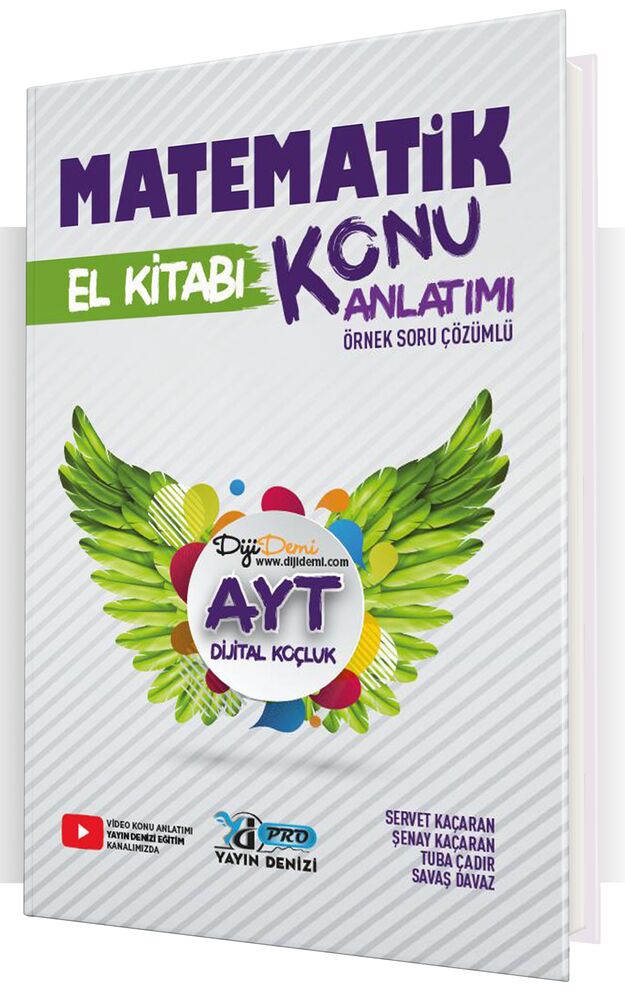 MATEMATİK
EL KİTABI
KONU
ANLATIMI
ÖRNEK SORU ÇÖZÜMLÜ
DijiDemi
www.dijidemi.com
AYT
DİJİTAL KOÇLUK
VİDEO KONU ANLATIMI
YAYIN DENİZİ EĞİTİM
KANALIMIZDA
YD PRO
YAYIN DENİZİ
SERVET KAÇARAN
ŞENAY KAÇARAN
TUBA ÇADIR
SAVAŞ DAVAZ